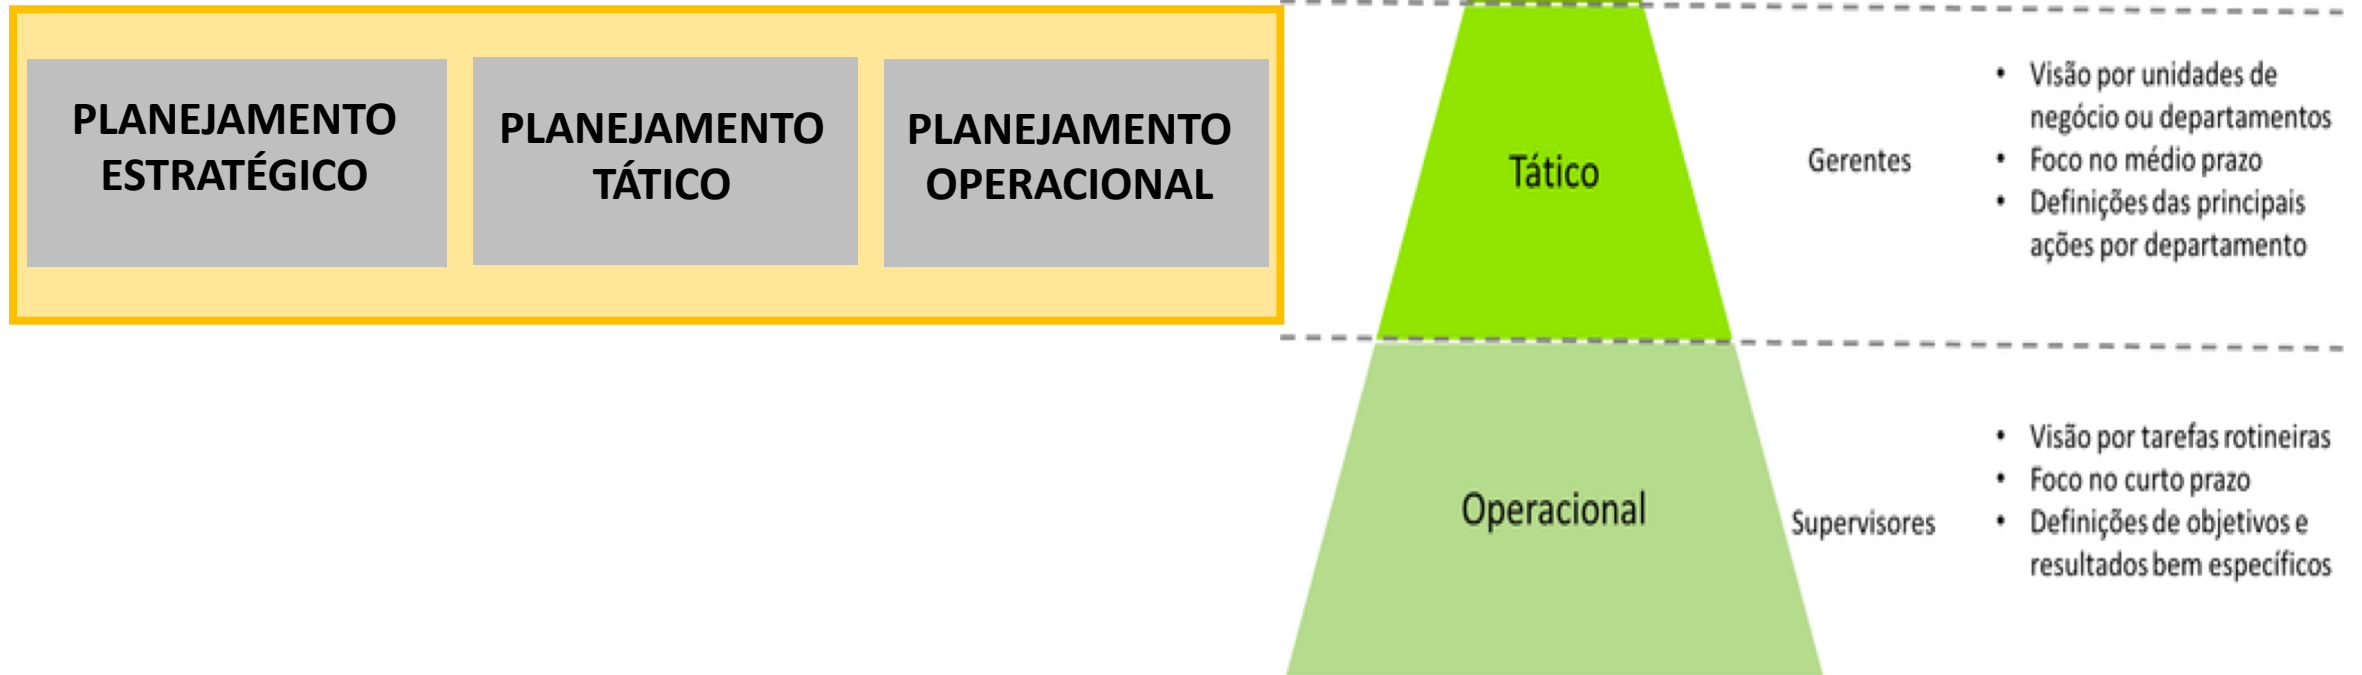 PLANEJAMENTO
ESTRATÉGICO
PLANEJAMENTO
TÁTICO
PLANEJAMENTO
OPERACIONAL
Tático
Gerentes
• Visão por unidades de
negócio ou departamentos
• Foco no médio prazo
• Definições das principais
ações por departamento
Operacional
Supervisores
• Visão por tarefas rotineiras
• Foco no curto prazo
• Definições de objetivos e
resultados bem específicos